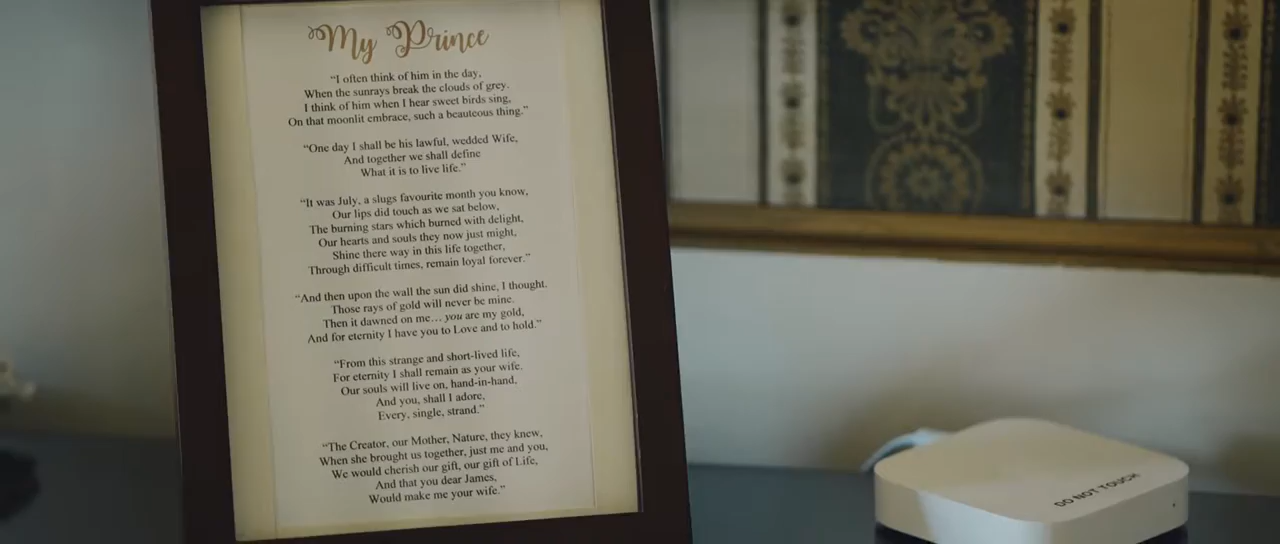 My Prince
“I often think of him in the day,
When the sunrays break the clouds of grey.
I think of him when I hear sweet birds sing,
On that moonlit embrace, such a beauteous thing.”
“One day I shall be his lawful, wedded Wife,
And together we shall define
What it is to live life.”
“It was July, a slugs favourite month you know,
Our lips did touch as we sat below,
The burning stars which burned with delight,
Our hearts and souls they now just might,
Shine there way in this life together,
Through difficult times, remain loyal forever.”
“And then upon the wall the sun did shine, I thought.
Those rays of gold will never be mine.
Then it dawned on me… you are my gold,
And for eternity I have you to Love and to hold.”
“From this strange and short-lived life,
For eternity I shall remain as your wife.
Our souls will live on, hand-in-hand,
And you, shall I adore,
Every, single, strand.”
“The Creator, our Mother, Nature, they knew,
When she brought us together, just me and you,
We would cherish our gift, our gift of Life,
And that you dear James,
Would make me your wife.”
DO NOT TOUCH